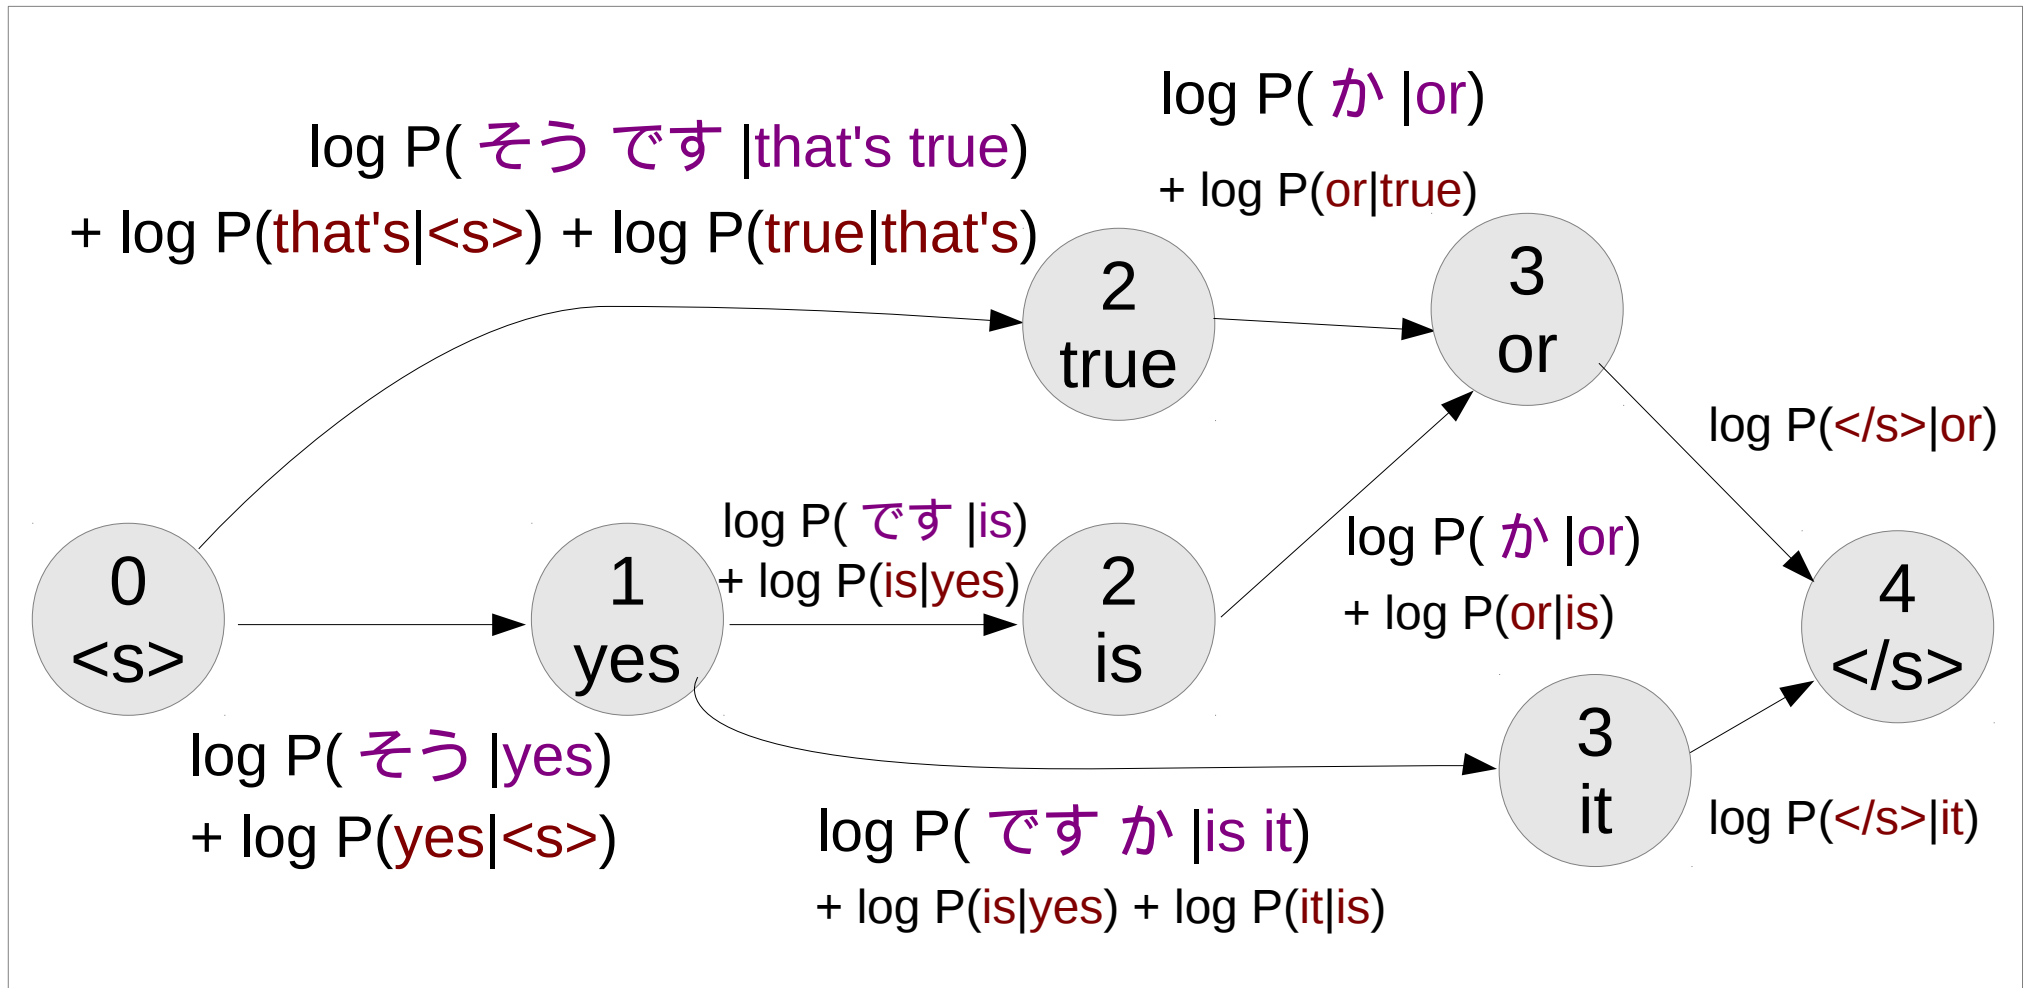 log P( か |or)
log P( そう です |that's true)
+ log P(or|true)
+ log P(that's|<s>) + log P(true|that's)
2
true
3
or
log P(</s>|or)
log P( です |is)
+ log P(is|yes)
log P( か |or)
+ log P(or|is)
0
<s>
1
yes
2
is
4
</s>
log P( そう |yes)
+ log P(yes|<s>)
3
it
log P(</s>|it)
log P( です か |is it)
+ log P(is|yes) + log P(it|is)